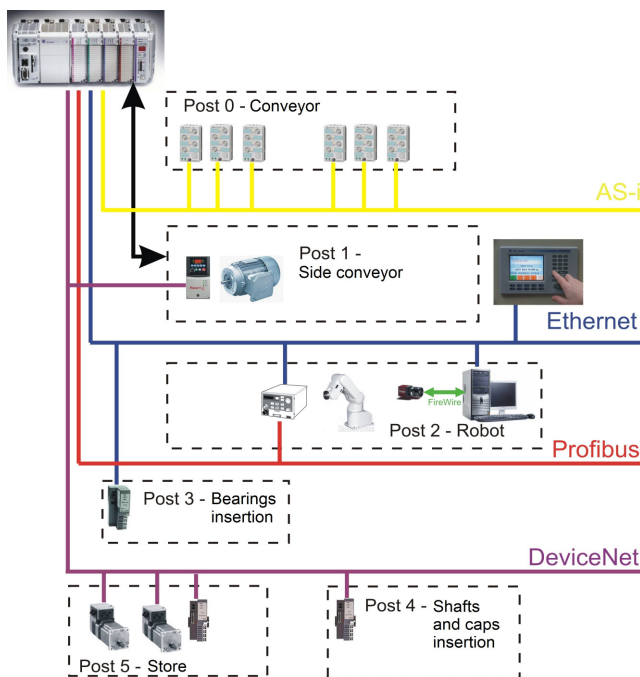 Post 0 - Conveyor
AS-i
Post 1 -
Side conveyor
Ethernet
FireWire
Post 2 - Robot
Profibus
Post 3 - Bearings
insertion
DeviceNet
Post 4 - Shafts
and caps
insertion
Post 5 - Store